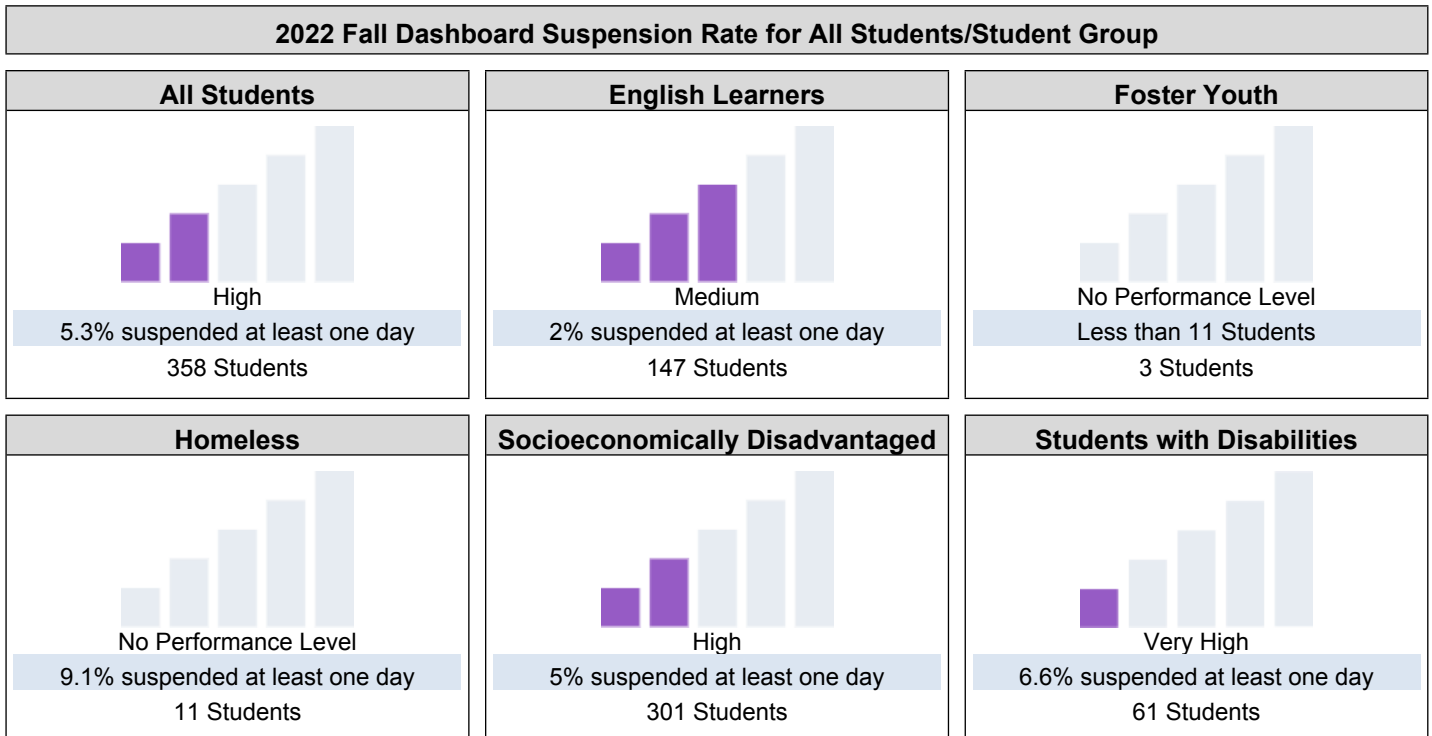 2022 Fall Dashboard Suspension Rate for All Students/Student Group
All Students
High
5.3% suspended at least one day
358 Students
English Learners
Medium
2% suspended at least one day
147 Students
Foster Youth
No Performance Level
Less than 11 Students
3 Students
Homeless
No Performance Level
9.1% suspended at least one day
11 Students
Socioeconomically Disadvantaged
High
5% suspended at least one day
301 Students
Students with Disabilities
Very High
6.6% suspended at least one day
61 Students